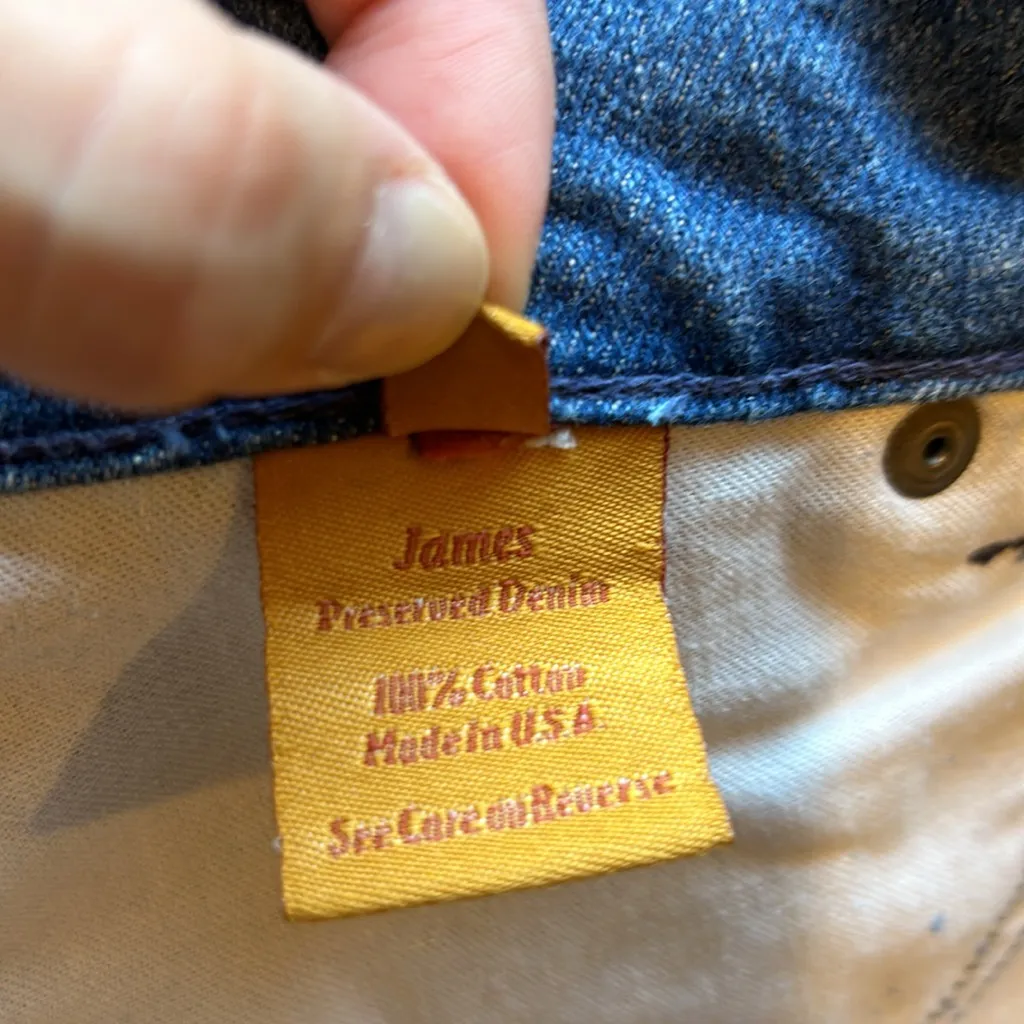 James
Preserved Denim
100% Cotton
Made in U.S.A.
See Care on Reverse